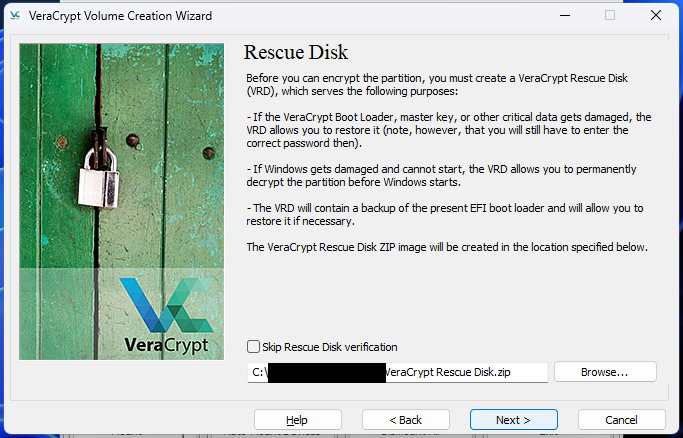 VeraCrypt Volume Creation Wizard
Rescue Disk
Before you can encrypt the partition, you must create a VeraCrypt Rescue Disk
(VRD), which serves the following purposes:
- If the VeraCrypt Boot Loader, master key, or other critical data gets damaged, the
VRD allows you to restore it (note, however, that you will still have to enter the
correct password then).
- If Windows gets damaged and cannot start, the VRD allows you to permanently
decrypt the partition before Windows starts.
- The VRD will contain a backup of the present EFI boot loader and will allow you to
restore it if necessary.
The VeraCrypt Rescue Disk ZIP image will be created in the location specified below.
VeraCrypt
Skip Rescue Disk verification
C:\ VeraCrypt Rescue Disk.zip Browse...
Help < Back Next > Cancel